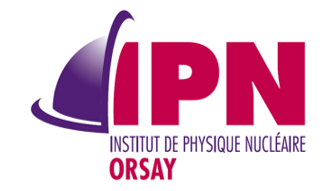 IPN
INSTITUT DE PHYSIQUE NUCLÉAIRE
ORSAY